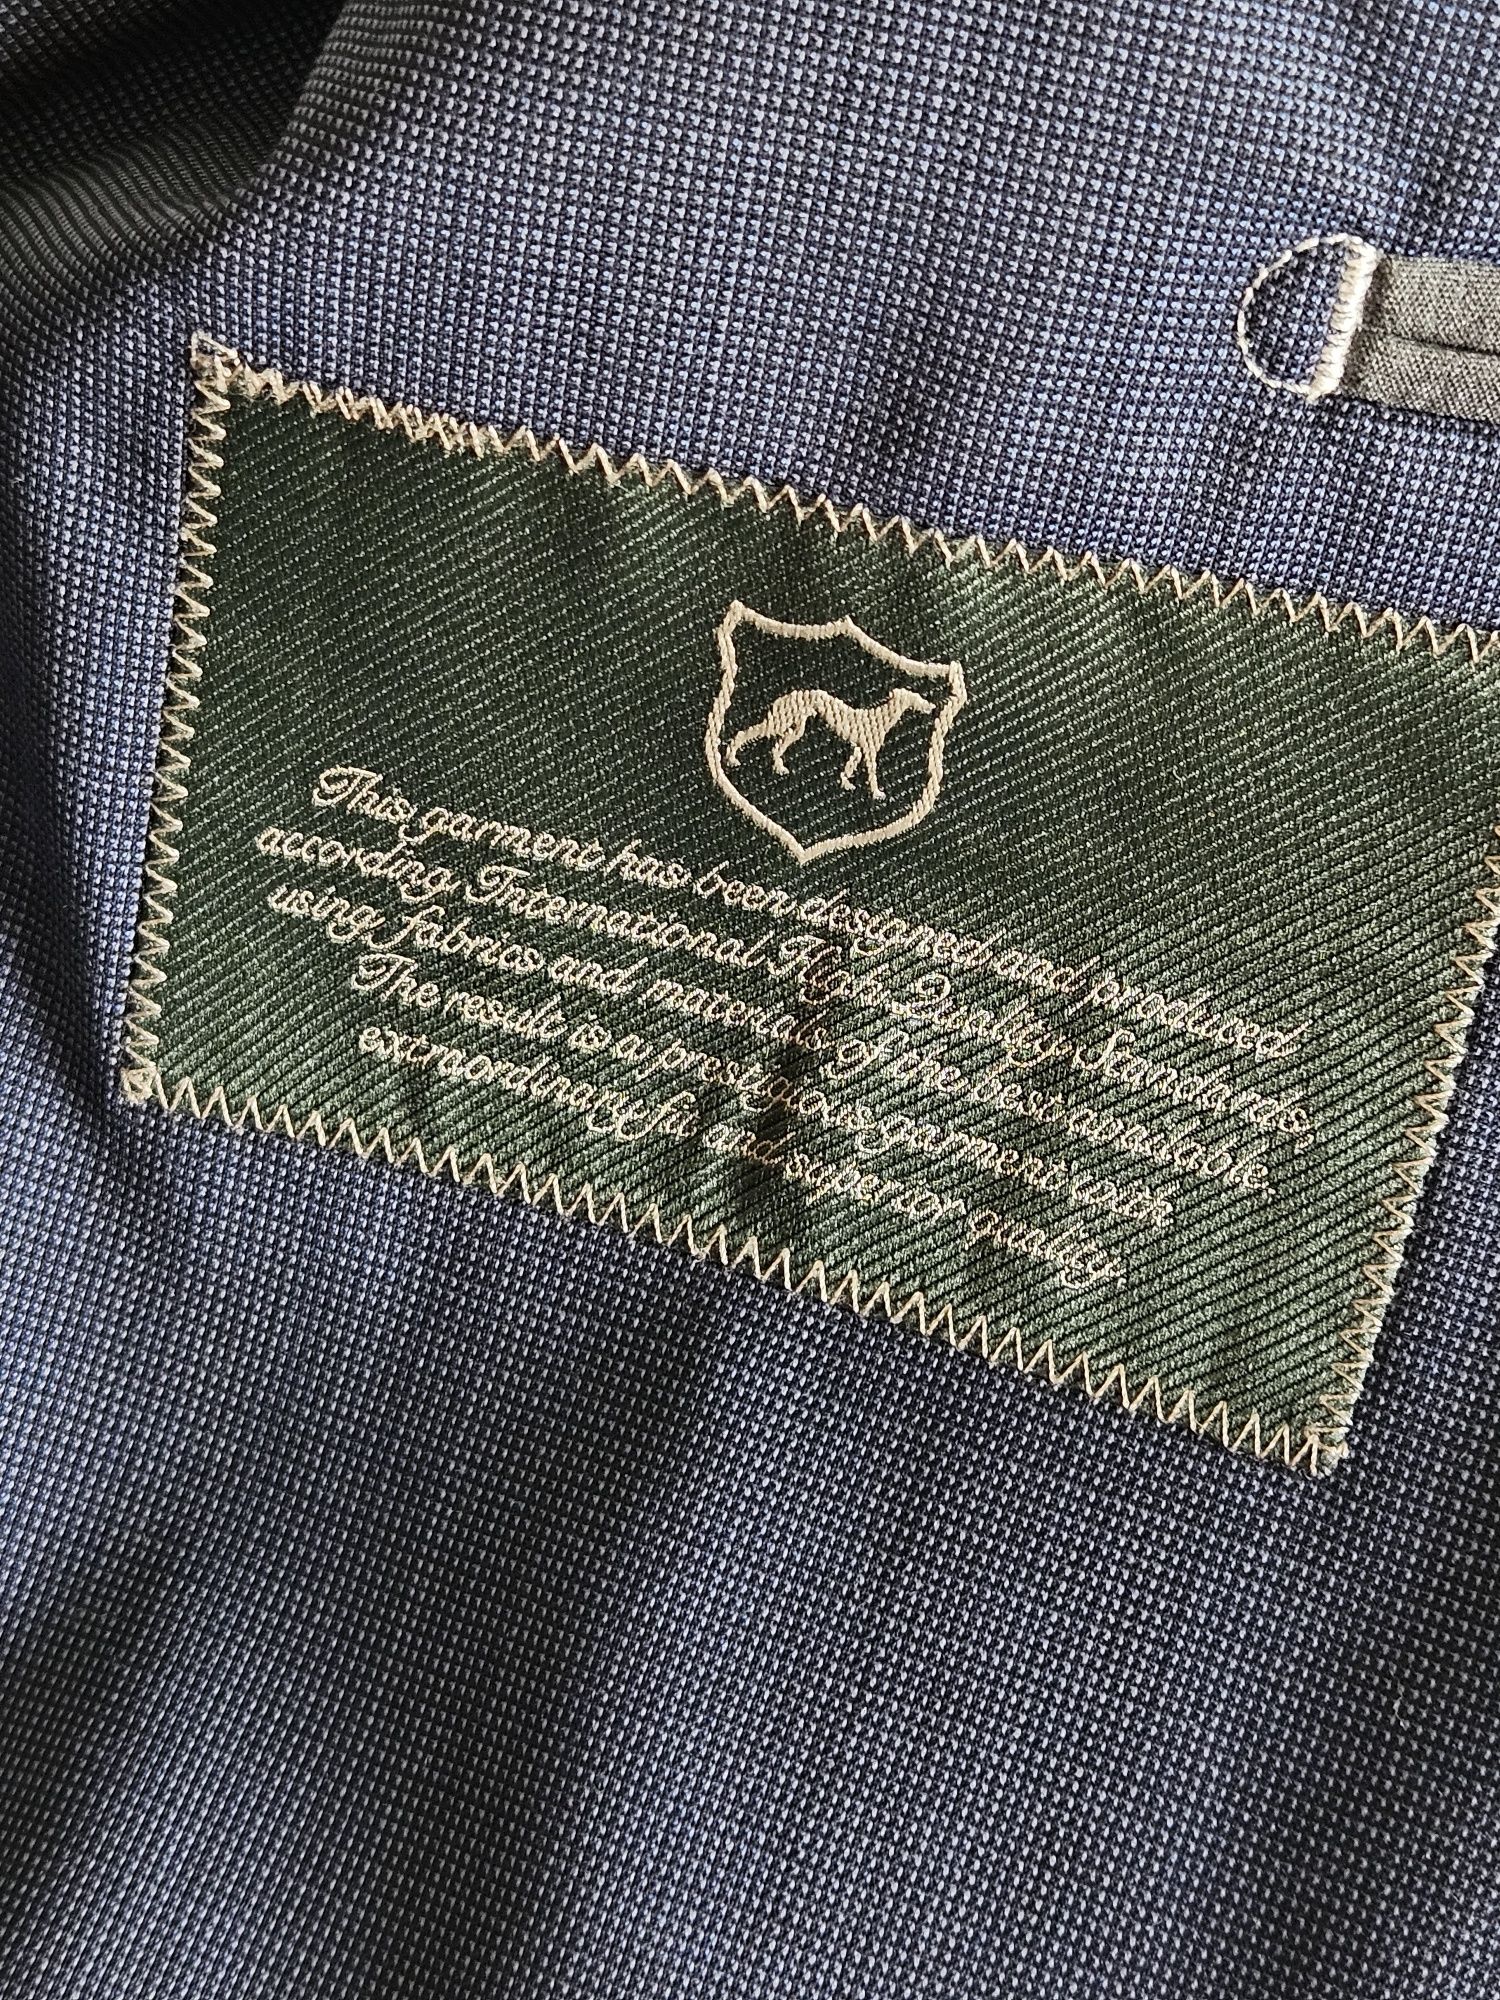 This garment has been designed and produced
according International High Quality Standards,
using fabrics and materials of the best available.
The result is a prestigious garment with
extraordinary fit and superior quality.